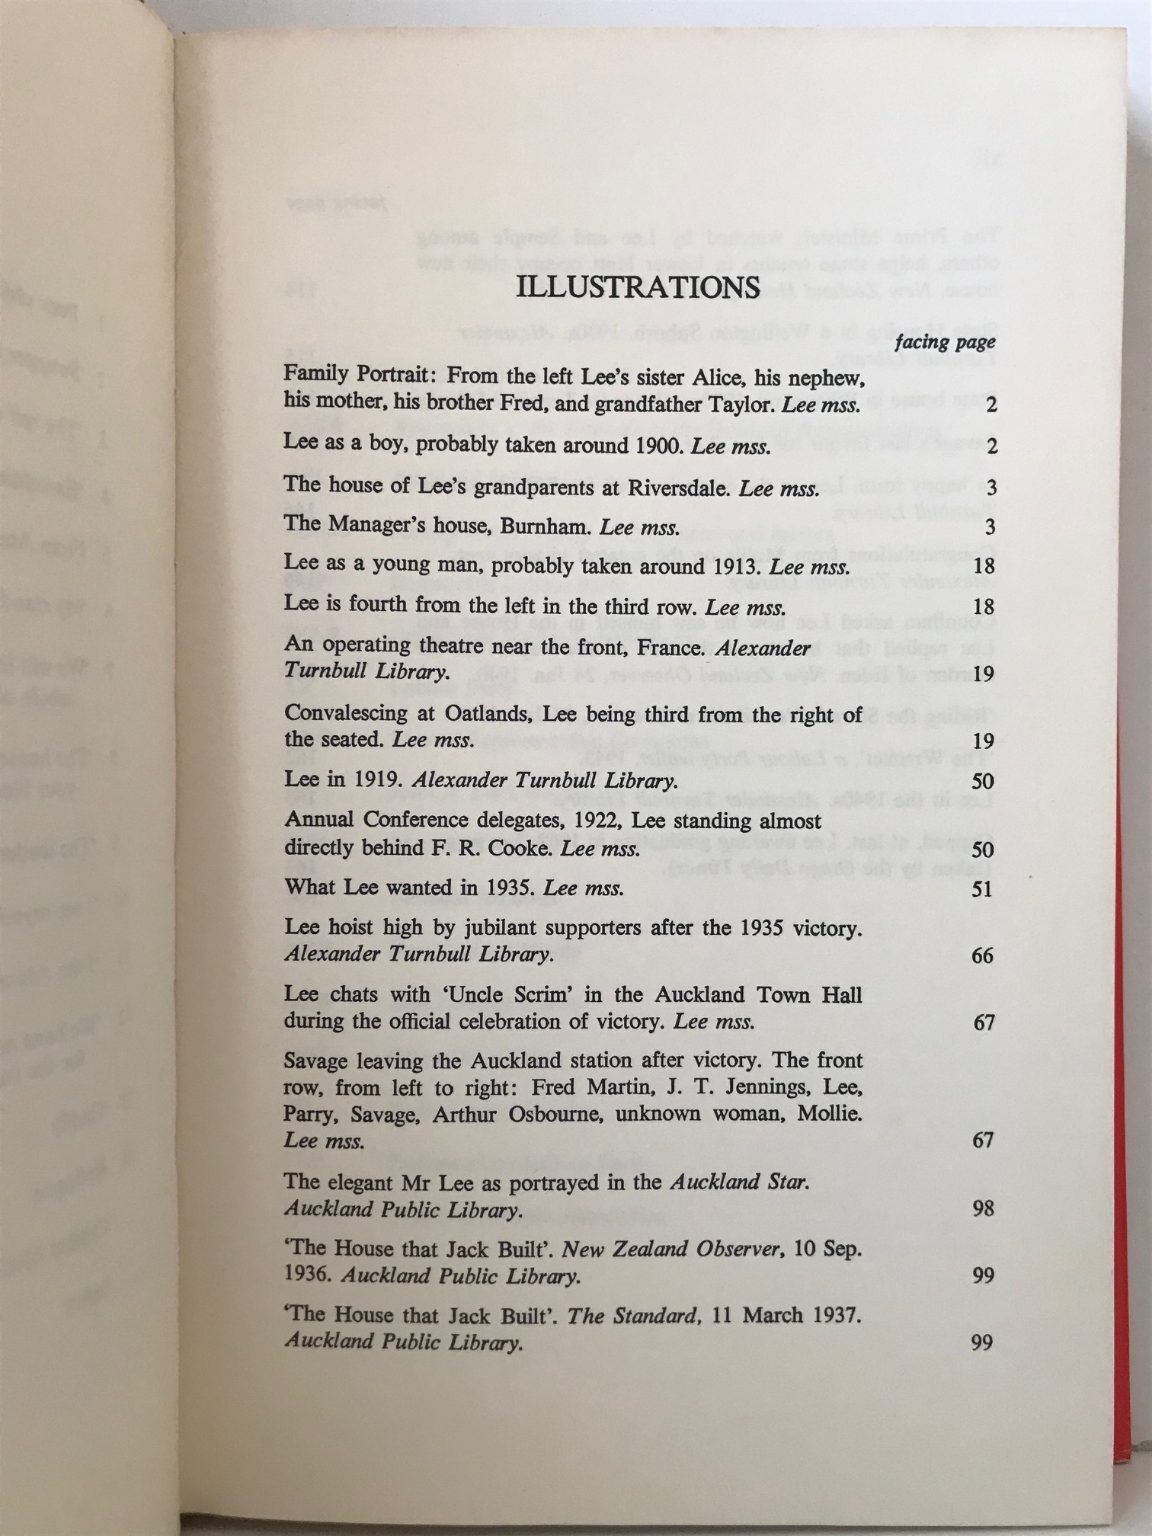 ILLUSTRATIONS
facing page
Family Portrait: From the left Lee's sister Alice, his nephew,
his mother, his brother Fred, and grandfather Taylor. Lee mss. 2
Lee as a boy, probably taken around 1900. Lee mss. 2
The house of Lee's grandparents at Riversdale. Lee mss. 3
The Manager's house, Burnham. Lee mss. 3
Lee as a young man, probably taken around 1913. Lee mss. 18
Lee is fourth from the left in the third row. Lee mss. 18
An operating theatre near the front, France. Alexander
Turnbull Library. 19
Convalescing at Oatlands, Lee being third from the right of
the seated. Lee mss. 19
Lee in 1919. Alexander Turnbull Library. 50
Annual Conference delegates, 1922, Lee standing almost
directly behind F. R. Cooke. Lee mss. 50
What Lee wanted in 1935. Lee mss. 51
Lee hoist high by jubilant supporters after the 1935 victory.
Alexander Turnbull Library. 66
Lee chats with 'Uncle Scrim' in the Auckland Town Hall
during the official celebration of victory. Lee mss. 67
Savage leaving the Auckland station after victory. The front
row, from left to right: Fred Martin, J. T. Jennings, Lee,
Parry, Savage, Arthur Osbourne, unknown woman, Mollie.
Lee mss. 67
The elegant Mr Lee as portrayed in the Auckland Star.
Auckland Public Library. 98
'The House that Jack Built'. New Zealand Observer, 10 Sep.
1936. Auckland Public Library. 99
'The House that Jack Built'. The Standard, 11 March 1937.
Auckland Public Library. 99